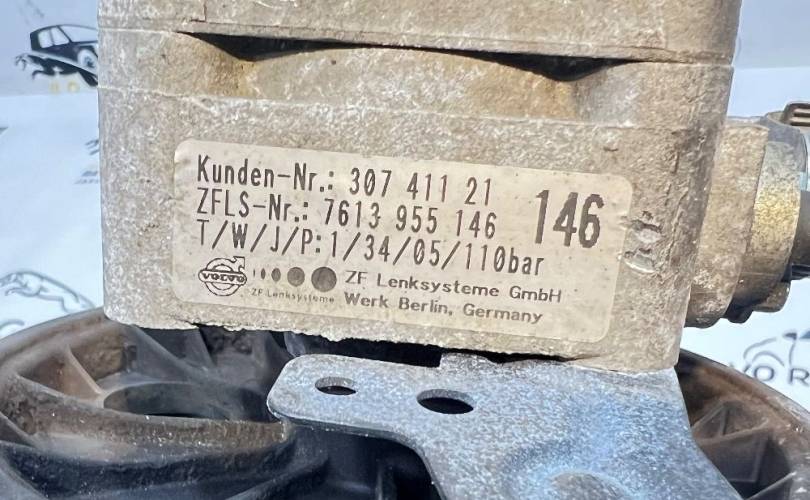 Kunden-Nr.: 307 411 21
146
ZFLS-Nr.: 7613 955 146
T/W/J/P: 1/34/05/110bar
VOLVO
ZF Lenksysteme
ZF Lenksysteme GmbH
Werk Berlin, Germany